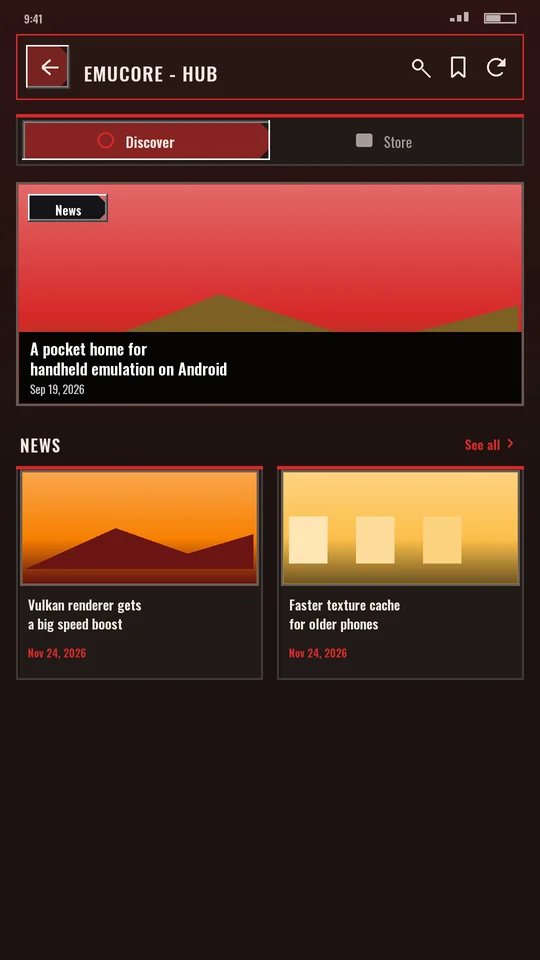 9:41
EMUCORE - HUB
Discover
Store
News
A pocket home for
handheld emulation on Android
Sep 19, 2026
NEWS
See all
Vulkan renderer gets
a big speed boost
Nov 24, 2026
Faster texture cache
for older phones
Nov 24, 2026